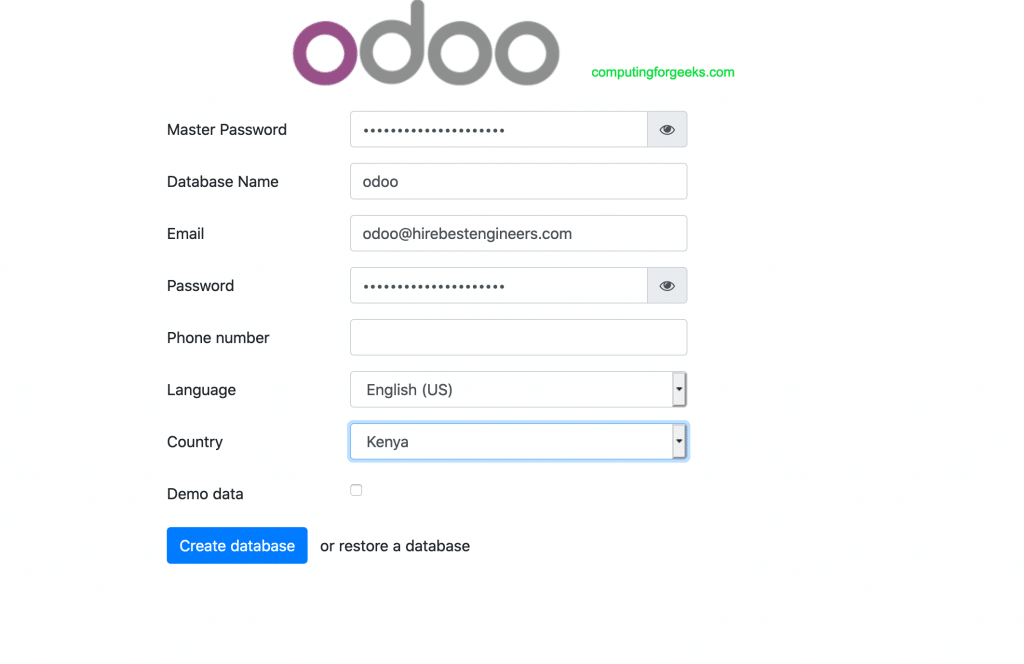 odoo
computingforgeeks.com
Master Password •••••••••••••••••••••
Database Name odoo
Email odoo@hirebestengineers.com
Password •••••••••••••••••••••
Phone number
Language English (US)
Country Kenya
Demo data
Create database or restore a database